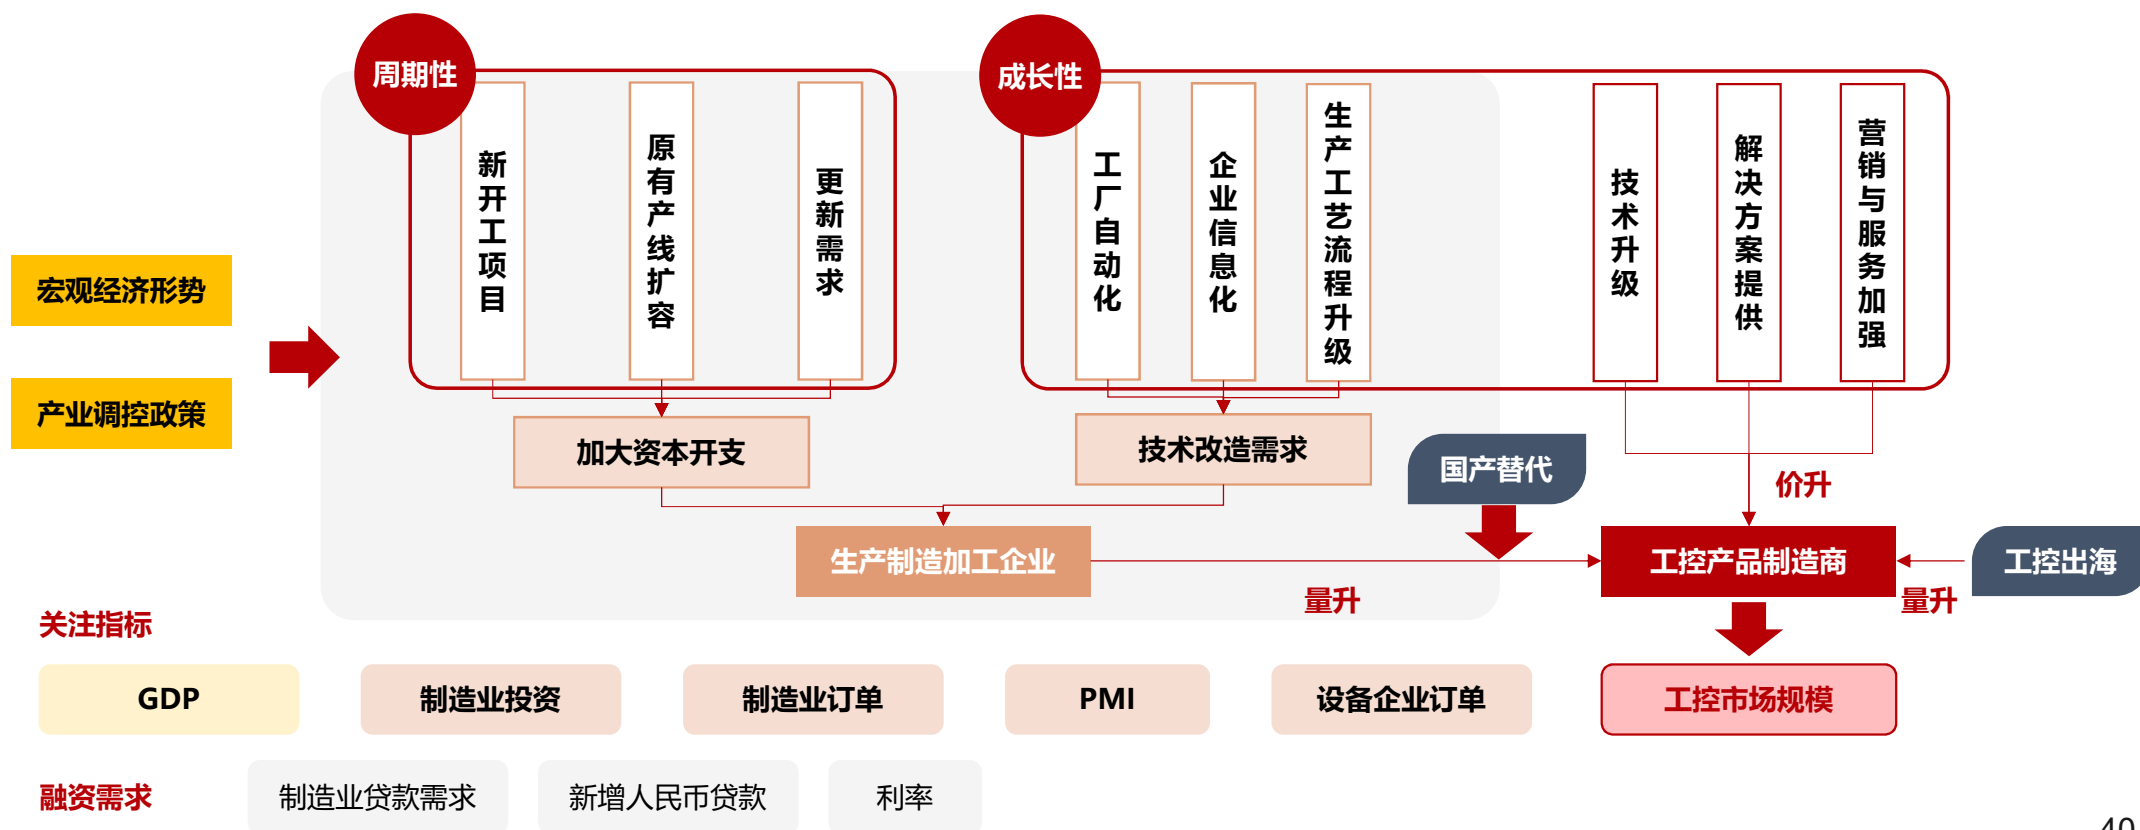 周期性
成长性
新开工项目
原有产线扩容
更新需求
工厂自动化
企业信息化
生产工艺流程升级
技术升级
解决方案提供
营销与服务加强
宏观经济形势
产业调控政策
加大资本开支
技术改造需求
国产替代
价升
生产制造加工企业
工控产品制造商
工控出海
量升
量升
关注指标
GDP
制造业投资
制造业订单
PMI
设备企业订单
工控市场规模
融资需求
制造业贷款需求
新增人民币贷款
利率
40